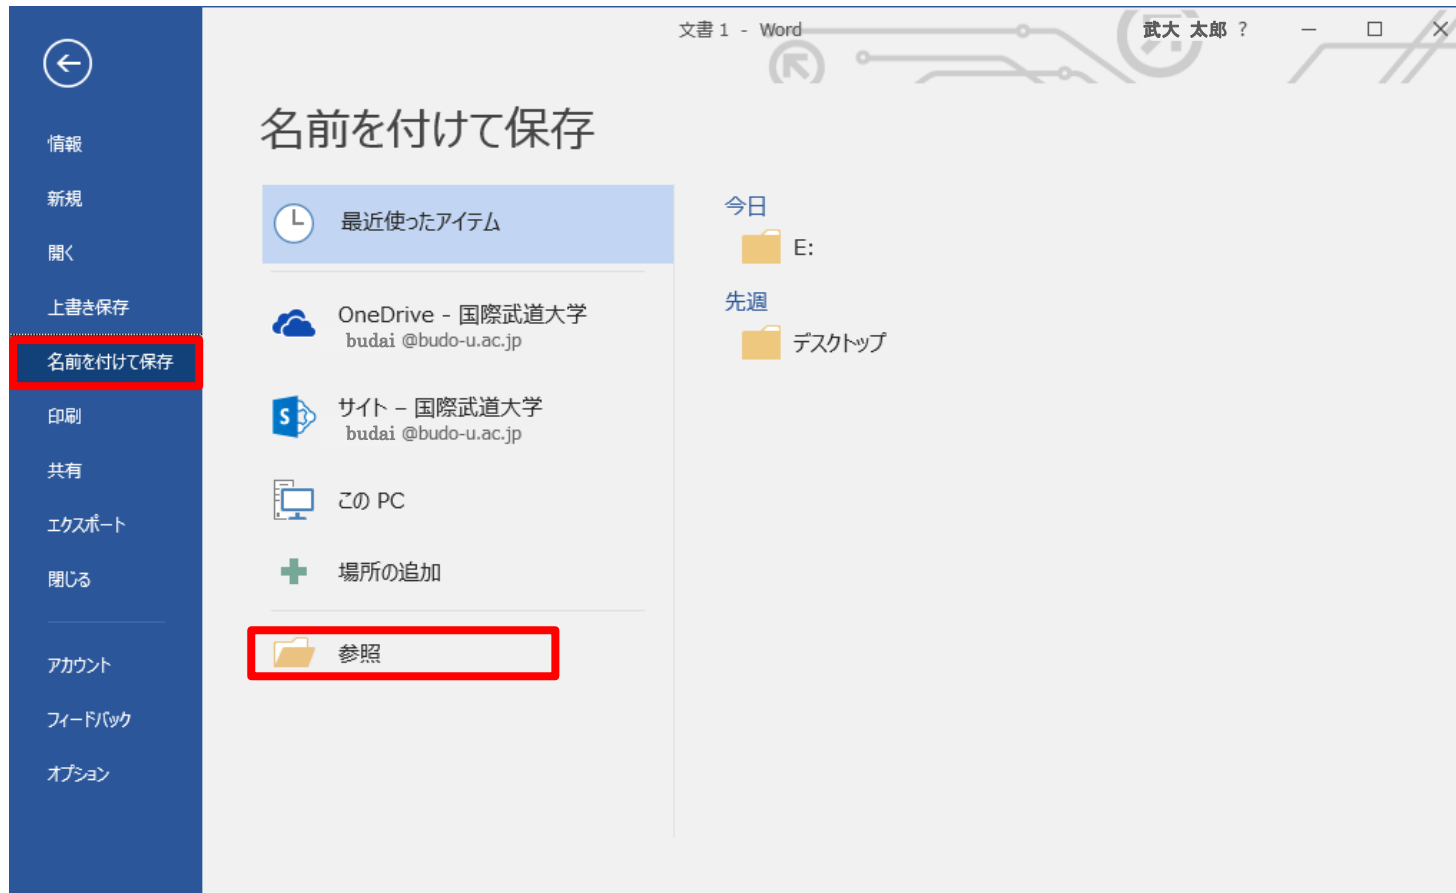 文書 1 - Word
武大 太郎 ?
情報
新規
開く
上書き保存
名前を付けて保存
印刷
共有
エクスポート
閉じる
アカウント
フィードバック
オプション
名前を付けて保存
最近使ったアイテム
OneDrive - 国際武道大学
budai @budo-u.ac.jp
サイト – 国際武道大学
budai @budo-u.ac.jp
この PC
場所の追加
参照
今日
E:
先週
デスクトップ